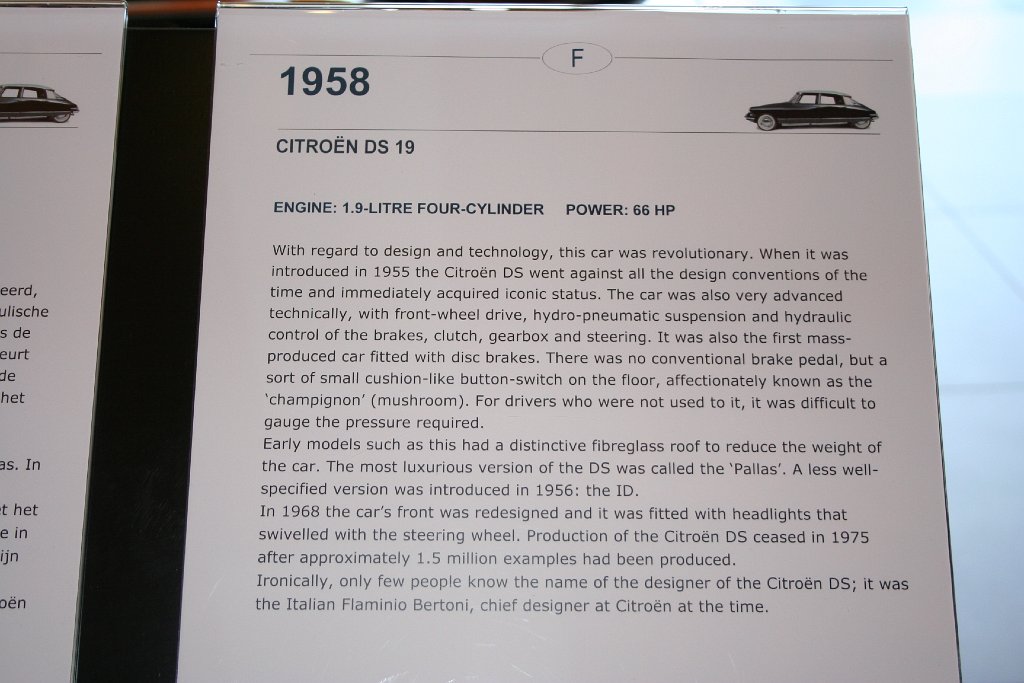 eerd,
ulische
s de
eurt
de
het
as. In
t het
e in
ijn
oën
F
1958
CITROËN DS 19
ENGINE: 1.9-LITRE FOUR-CYLINDER POWER: 66 HP
With regard to design and technology, this car was revolutionary. When it was
introduced in 1955 the Citroën DS went against all the design conventions of the
time and immediately acquired iconic status. The car was also very advanced
technically, with front-wheel drive, hydro-pneumatic suspension and hydraulic
control of the brakes, clutch, gearbox and steering. It was also the first mass-
produced car fitted with disc brakes. There was no conventional brake pedal, but a
sort of small cushion-like button-switch on the floor, affectionately known as the
‘champignon’ (mushroom). For drivers who were not used to it, it was difficult to
gauge the pressure required.
Early models such as this had a distinctive fibreglass roof to reduce the weight of
the car. The most luxurious version of the DS was called the ‘Pallas’. A less well-
specified version was introduced in 1956: the ID.
In 1968 the car’s front was redesigned and it was fitted with headlights that
swivelled with the steering wheel. Production of the Citroën DS ceased in 1975
after approximately 1.5 million examples had been produced.
Ironically, only few people know the name of the designer of the Citroën DS; it was
the Italian Flaminio Bertoni, chief designer at Citroën at the time.